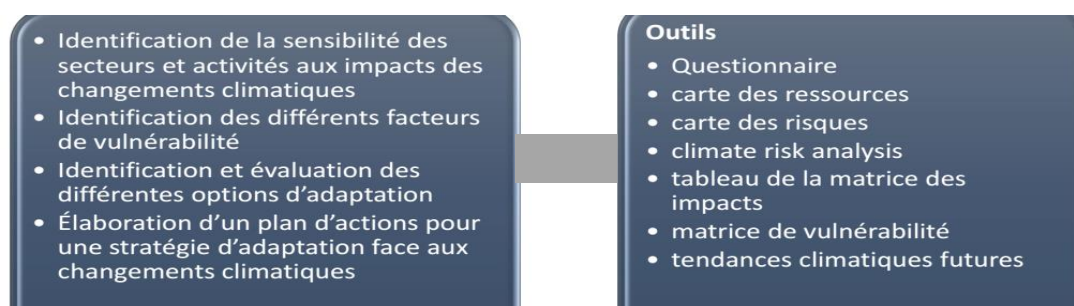 • Identification de la sensibilité des
secteurs et activités aux impacts des
changements climatiques
• Identification des différents facteurs
de vulnérabilité
• Identification et évaluation des
différentes options d’adaptation
• Élaboration d’un plan d’actions pour
une stratégie d’adaptation face aux
changements climatiques
Outils
• Questionnaire
• carte des ressources
• carte des risques
• climate risk analysis
• tableau de la matrice des
impacts
• matrice de vulnérabilité
• tendances climatiques futures